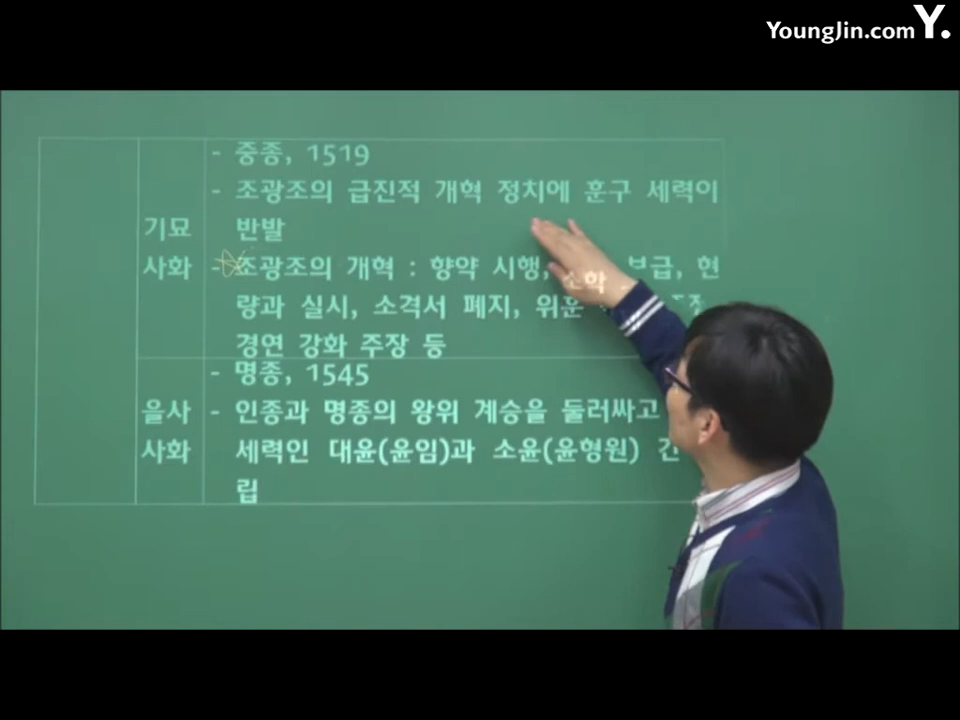 YoungJin.com Y.
- 중종, 1519
- 조광조의 급진적 개혁 정치에 훈구 세력이
기묘 반발
사화 - 조광조의 개혁 : 향약 시행, 소학 보급, 현
량과 실시, 소격서 폐지, 위훈
경연 강화 주장 등
- 명종, 1545
을사 - 인종과 명종의 왕위 계승을 둘러싸고
사화 세력인 대윤(윤임)과 소윤(윤형원) 간
립